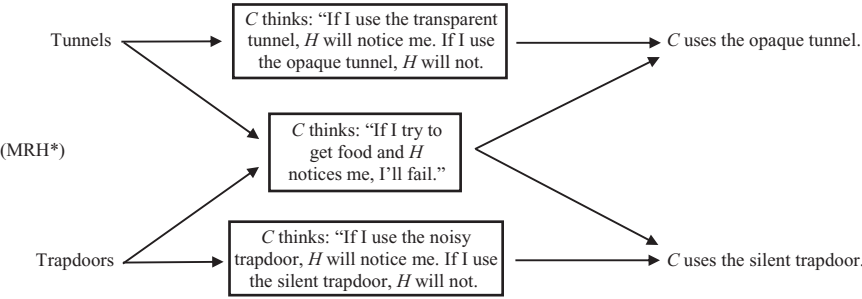 C thinks: “If I use the transparent
Tunnels
tunnel, H will notice me. If I use
C uses the opaque tunnel.
the opaque tunnel, H will not.
C thinks: “If I try to
(MRH*)
get food and H
notices me, I’ll fail.”
C thinks: “If I use the noisy
Trapdoors
trapdoor, H will notice me. If I use
C uses the silent trapdoor.
the silent trapdoor, H will not.